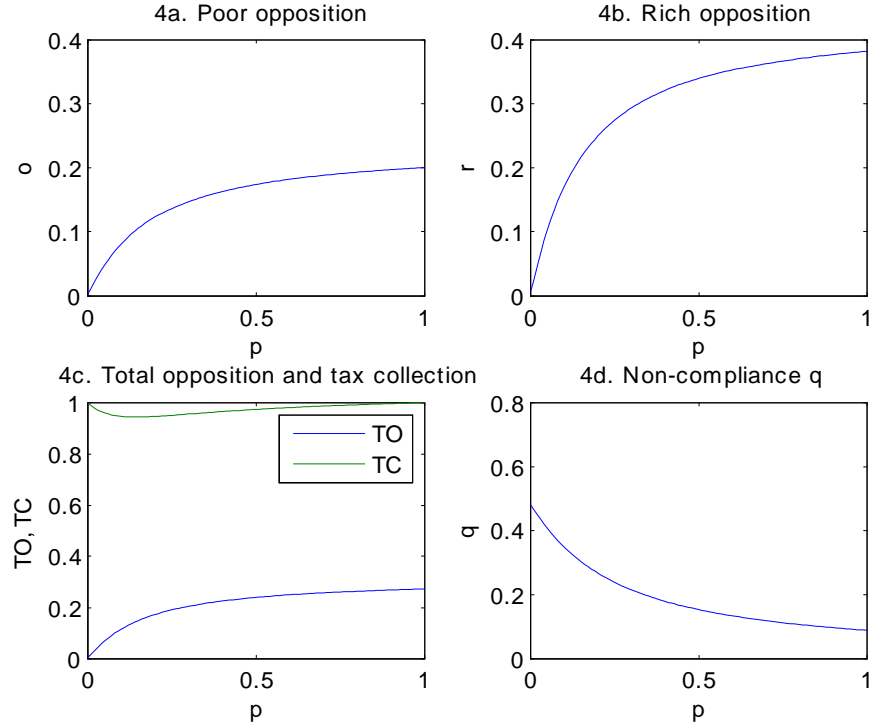 4a. Poor opposition
0.4
0.3
0.2
0.1
0
o
0
0.5
1
p
4b. Rich opposition
0.4
0.3
0.2
0.1
0
r
0
0.5
1
p
4c. Total opposition and tax collection
1
0.8
0.6
0.4
0.2
0
TO, TC
TO
TC
0
0.5
1
p
4d. Non-compliance q
0.8
0.6
0.4
0.2
0
q
0
0.5
1
p